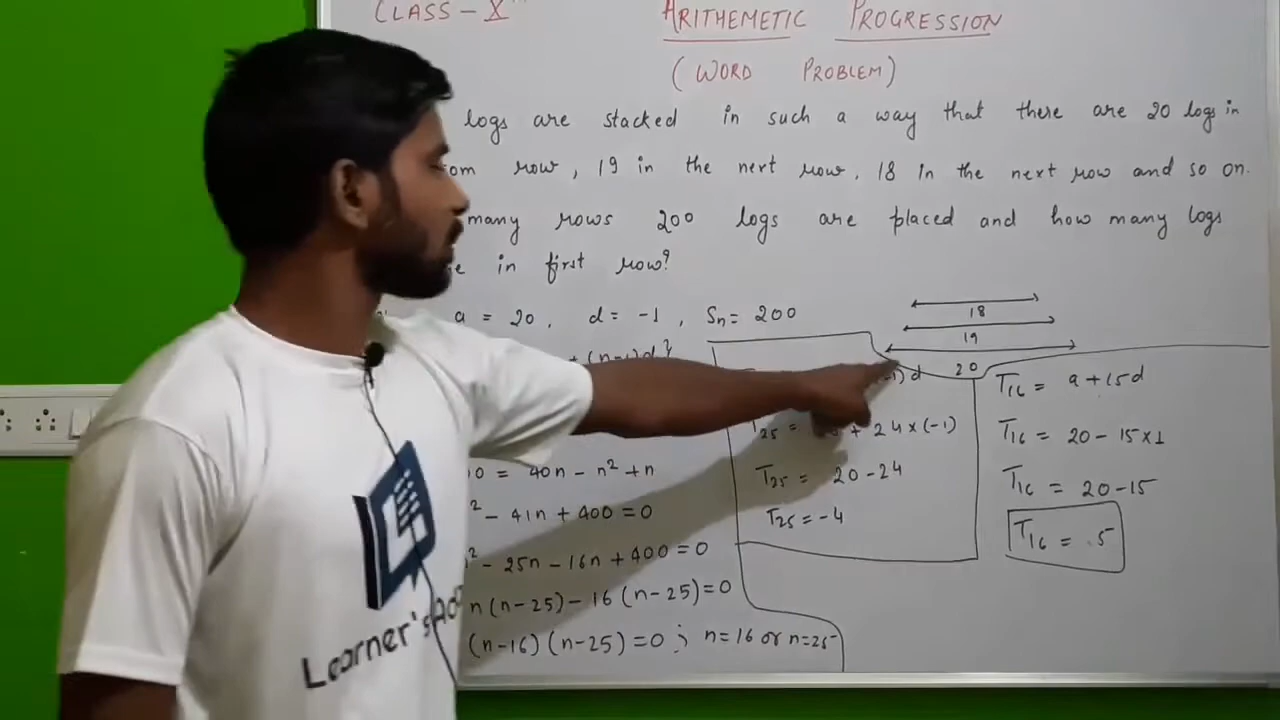 CLASS-X
ARITHEMETIC PROGRESSION
(WORD PROBLEM)
logs are stacked in such a way that there are 20 logs in
om row, 19 in the next row, 18 in the next row and so on.
many rows 200 logs are placed and how many logs
e in first row?
a = 20, d = -1, Sn = 200
18
19
20
+ (n-1)d}
0 = 40n - n² + n
² - 41n + 400 = 0
² - 25n - 16n + 400 = 0
n(n-25) - 16(n-25) = 0
(n-16)(n-25) = 0 ; n=16 or n=25
-1)d
T25 = + 24×(-1)
T25 = 20-24
T25 = -4
T16 = a + 15d
T16 = 20 - 15×1
T16 = 20-15
T16 = 5
Learner's